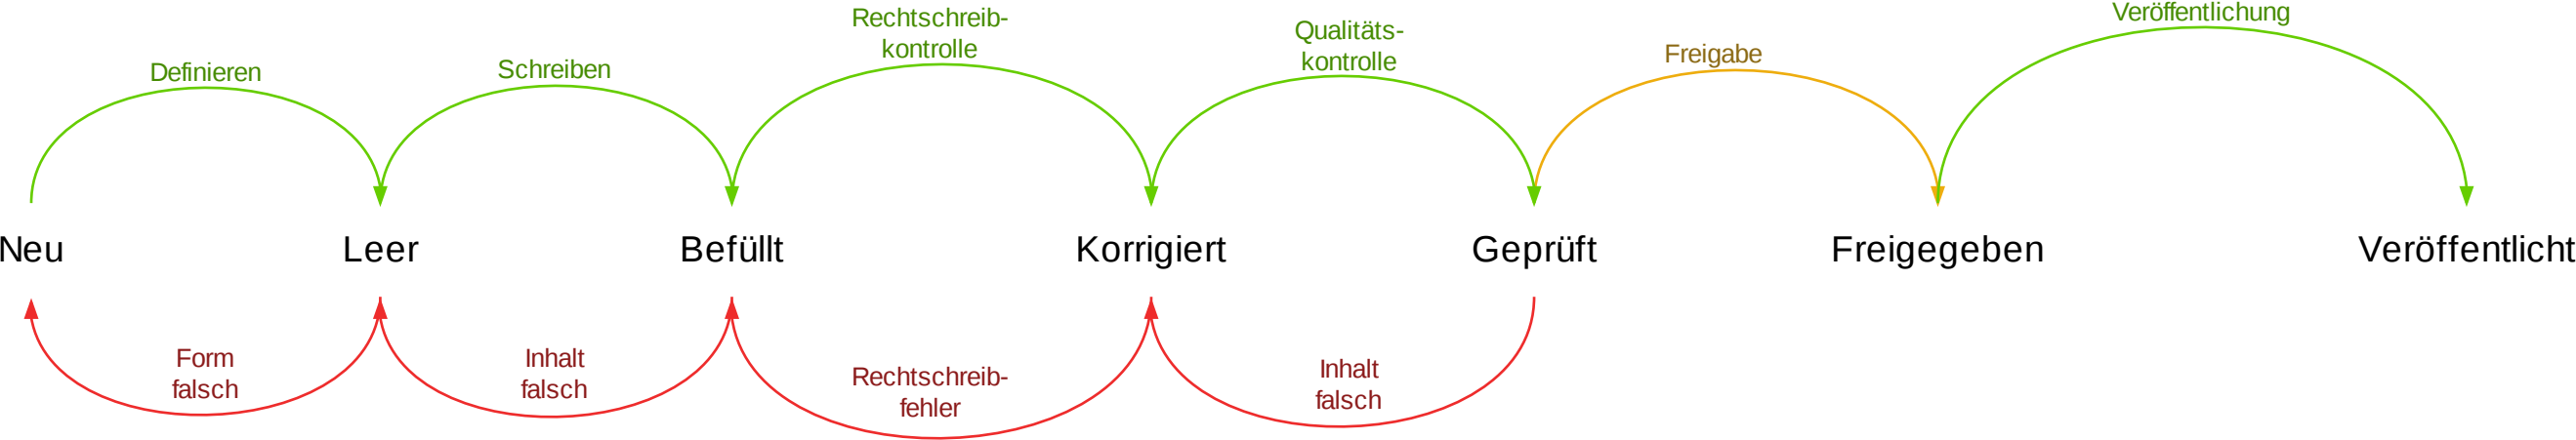 Definieren
Schreiben
Rechtschreib-
kontrolle
Qualitäts-
kontrolle
Freigabe
Veröffentlichung
Neu
Leer
Befüllt
Korrigiert
Geprüft
Freigegeben
Veröffentlicht
Form
falsch
Inhalt
falsch
Rechtschreib-
fehler
Inhalt
falsch